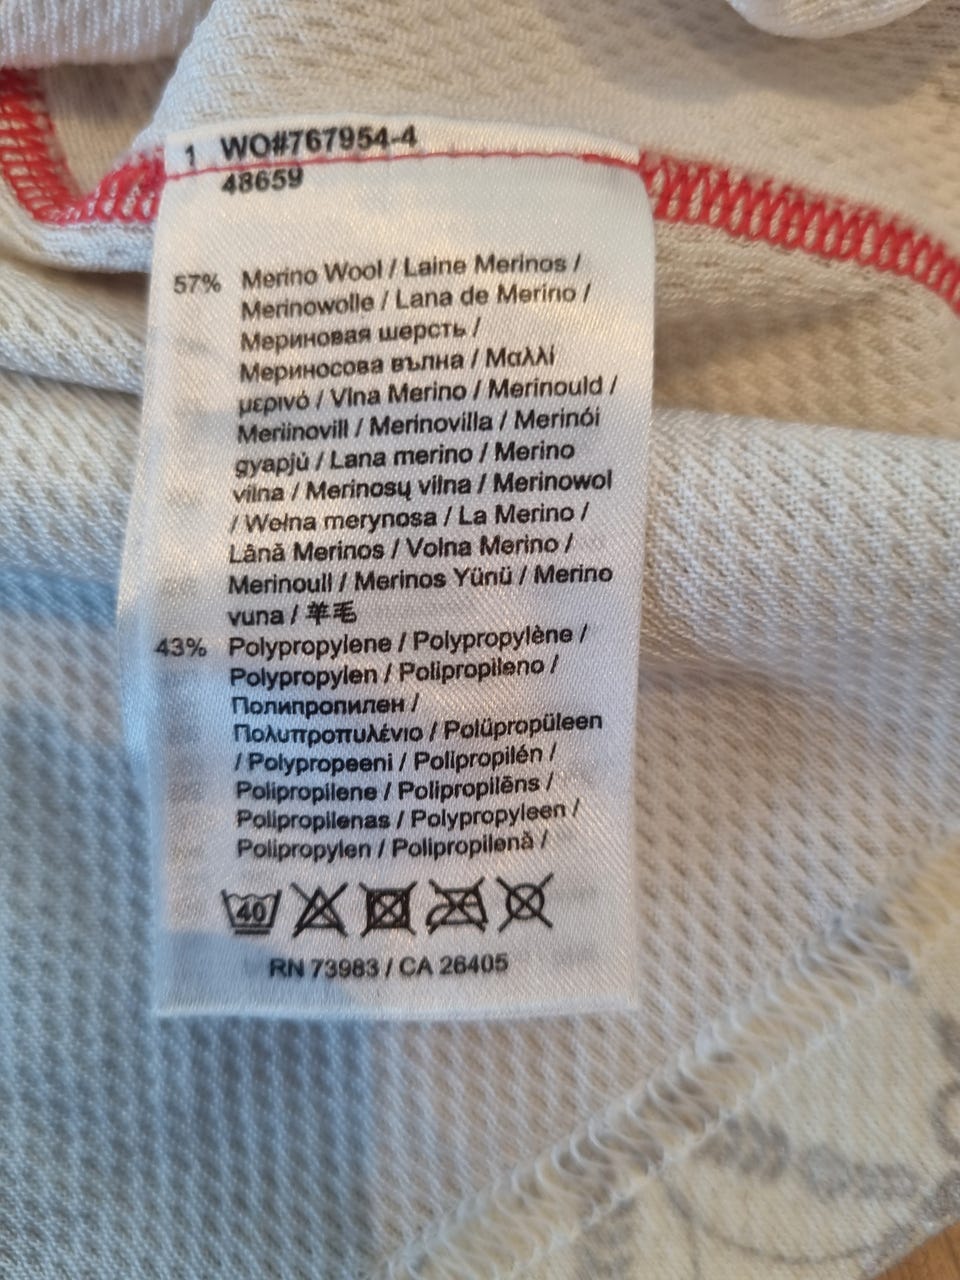 1 WO#767954-4
48659
57% Merino Wool / Laine Merinos /
Merinowolle / Lana de Merino /
Мериновая шерсть /
Мериносова вълна / Μαλλί
μερινό / Vlna Merino / Merinould /
Meriinovill / Merinovilla / Merinói
gyapjú / Lana merino / Merino
vilna / Merinosų vilna / Merinowol
/ Wełna merynosa / La Merino /
Lână Merinos / Volna Merino /
Merinoull / Merinos Yünü / Merino
vuna / 羊毛
43% Polypropylene / Polypropylène /
Polypropylen / Polipropileno /
Полипропилен /
Πολυπροπυλένιο / Polüpropüleen
/ Polypropeeni / Polipropilén /
Polipropilene / Polipropilēns /
Polipropilenas / Polypropyleen /
Polipropylen / Polipropilenă /
40
RN 73983 / CA 26405